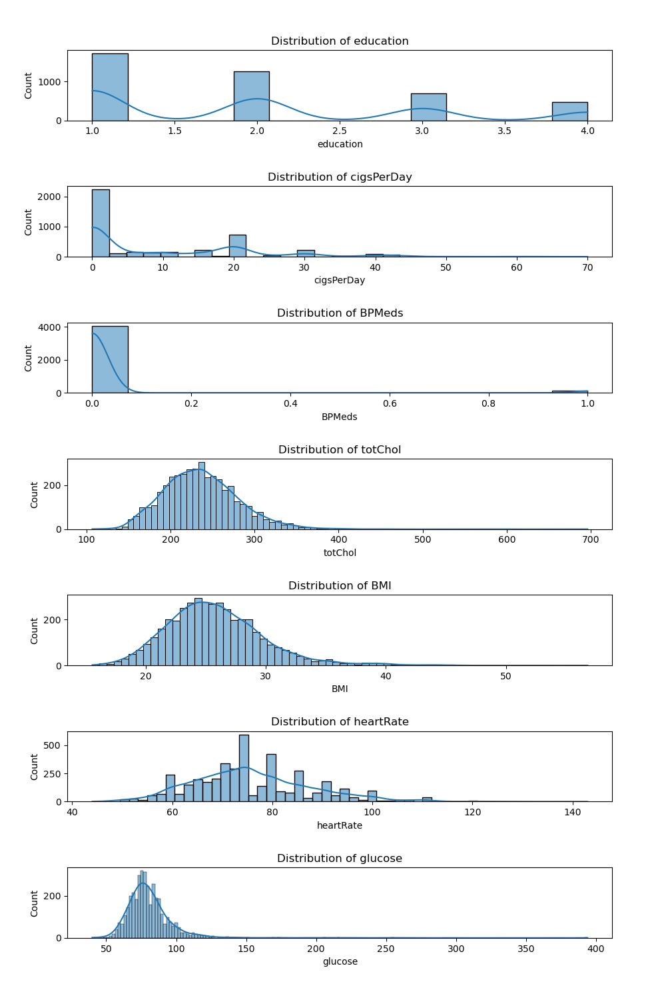 Distribution of education
Count
1000
0
1.0 1.5 2.0 2.5 3.0 3.5 4.0
education
Distribution of cigsPerDay
Count
2000
1000
0
0 10 20 30 40 50 60 70
cigsPerDay
Distribution of BPMeds
Count
4000
2000
0
0.0 0.2 0.4 0.6 0.8 1.0
BPMeds
Distribution of totChol
Count
200
0
100 200 300 400 500 600 700
totChol
Distribution of BMI
Count
200
0
20 30 40 50
BMI
Distribution of heartRate
Count
500
250
0
40 60 80 100 120 140
heartRate
Distribution of glucose
Count
200
0
50 100 150 200 250 300 350 400
glucose